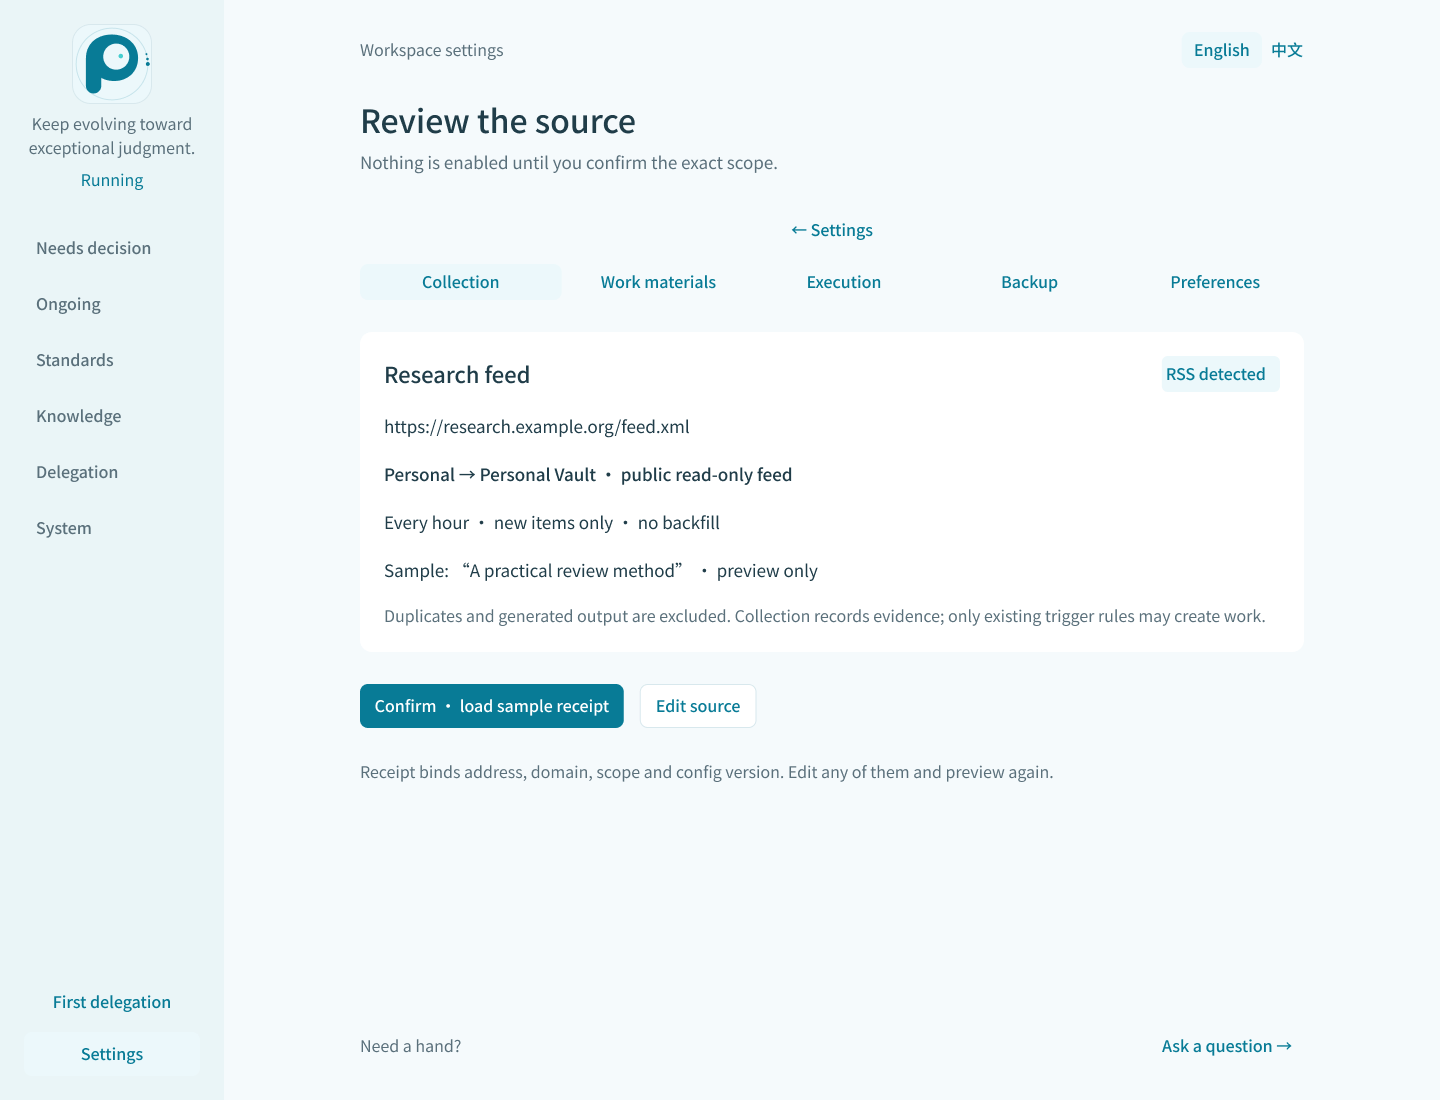 Keep evolving toward
exceptional judgment.
Running
Needs decision
Ongoing
Standards
Knowledge
Delegation
System
First delegation
Settings
Workspace settings
English
中文
Review the source
Nothing is enabled until you confirm the exact scope.
← Settings
Collection
Work materials
Execution
Backup
Preferences
Research feed
RSS detected
https://research.example.org/feed.xml
Personal → Personal Vault · public read-only feed
Every hour · new items only · no backfill
Sample: “A practical review method” · preview only
Duplicates and generated output are excluded. Collection records evidence; only existing trigger rules may create work.
Confirm · load sample receipt
Edit source
Receipt binds address, domain, scope and config version. Edit any of them and preview again.
Need a hand?
Ask a question →